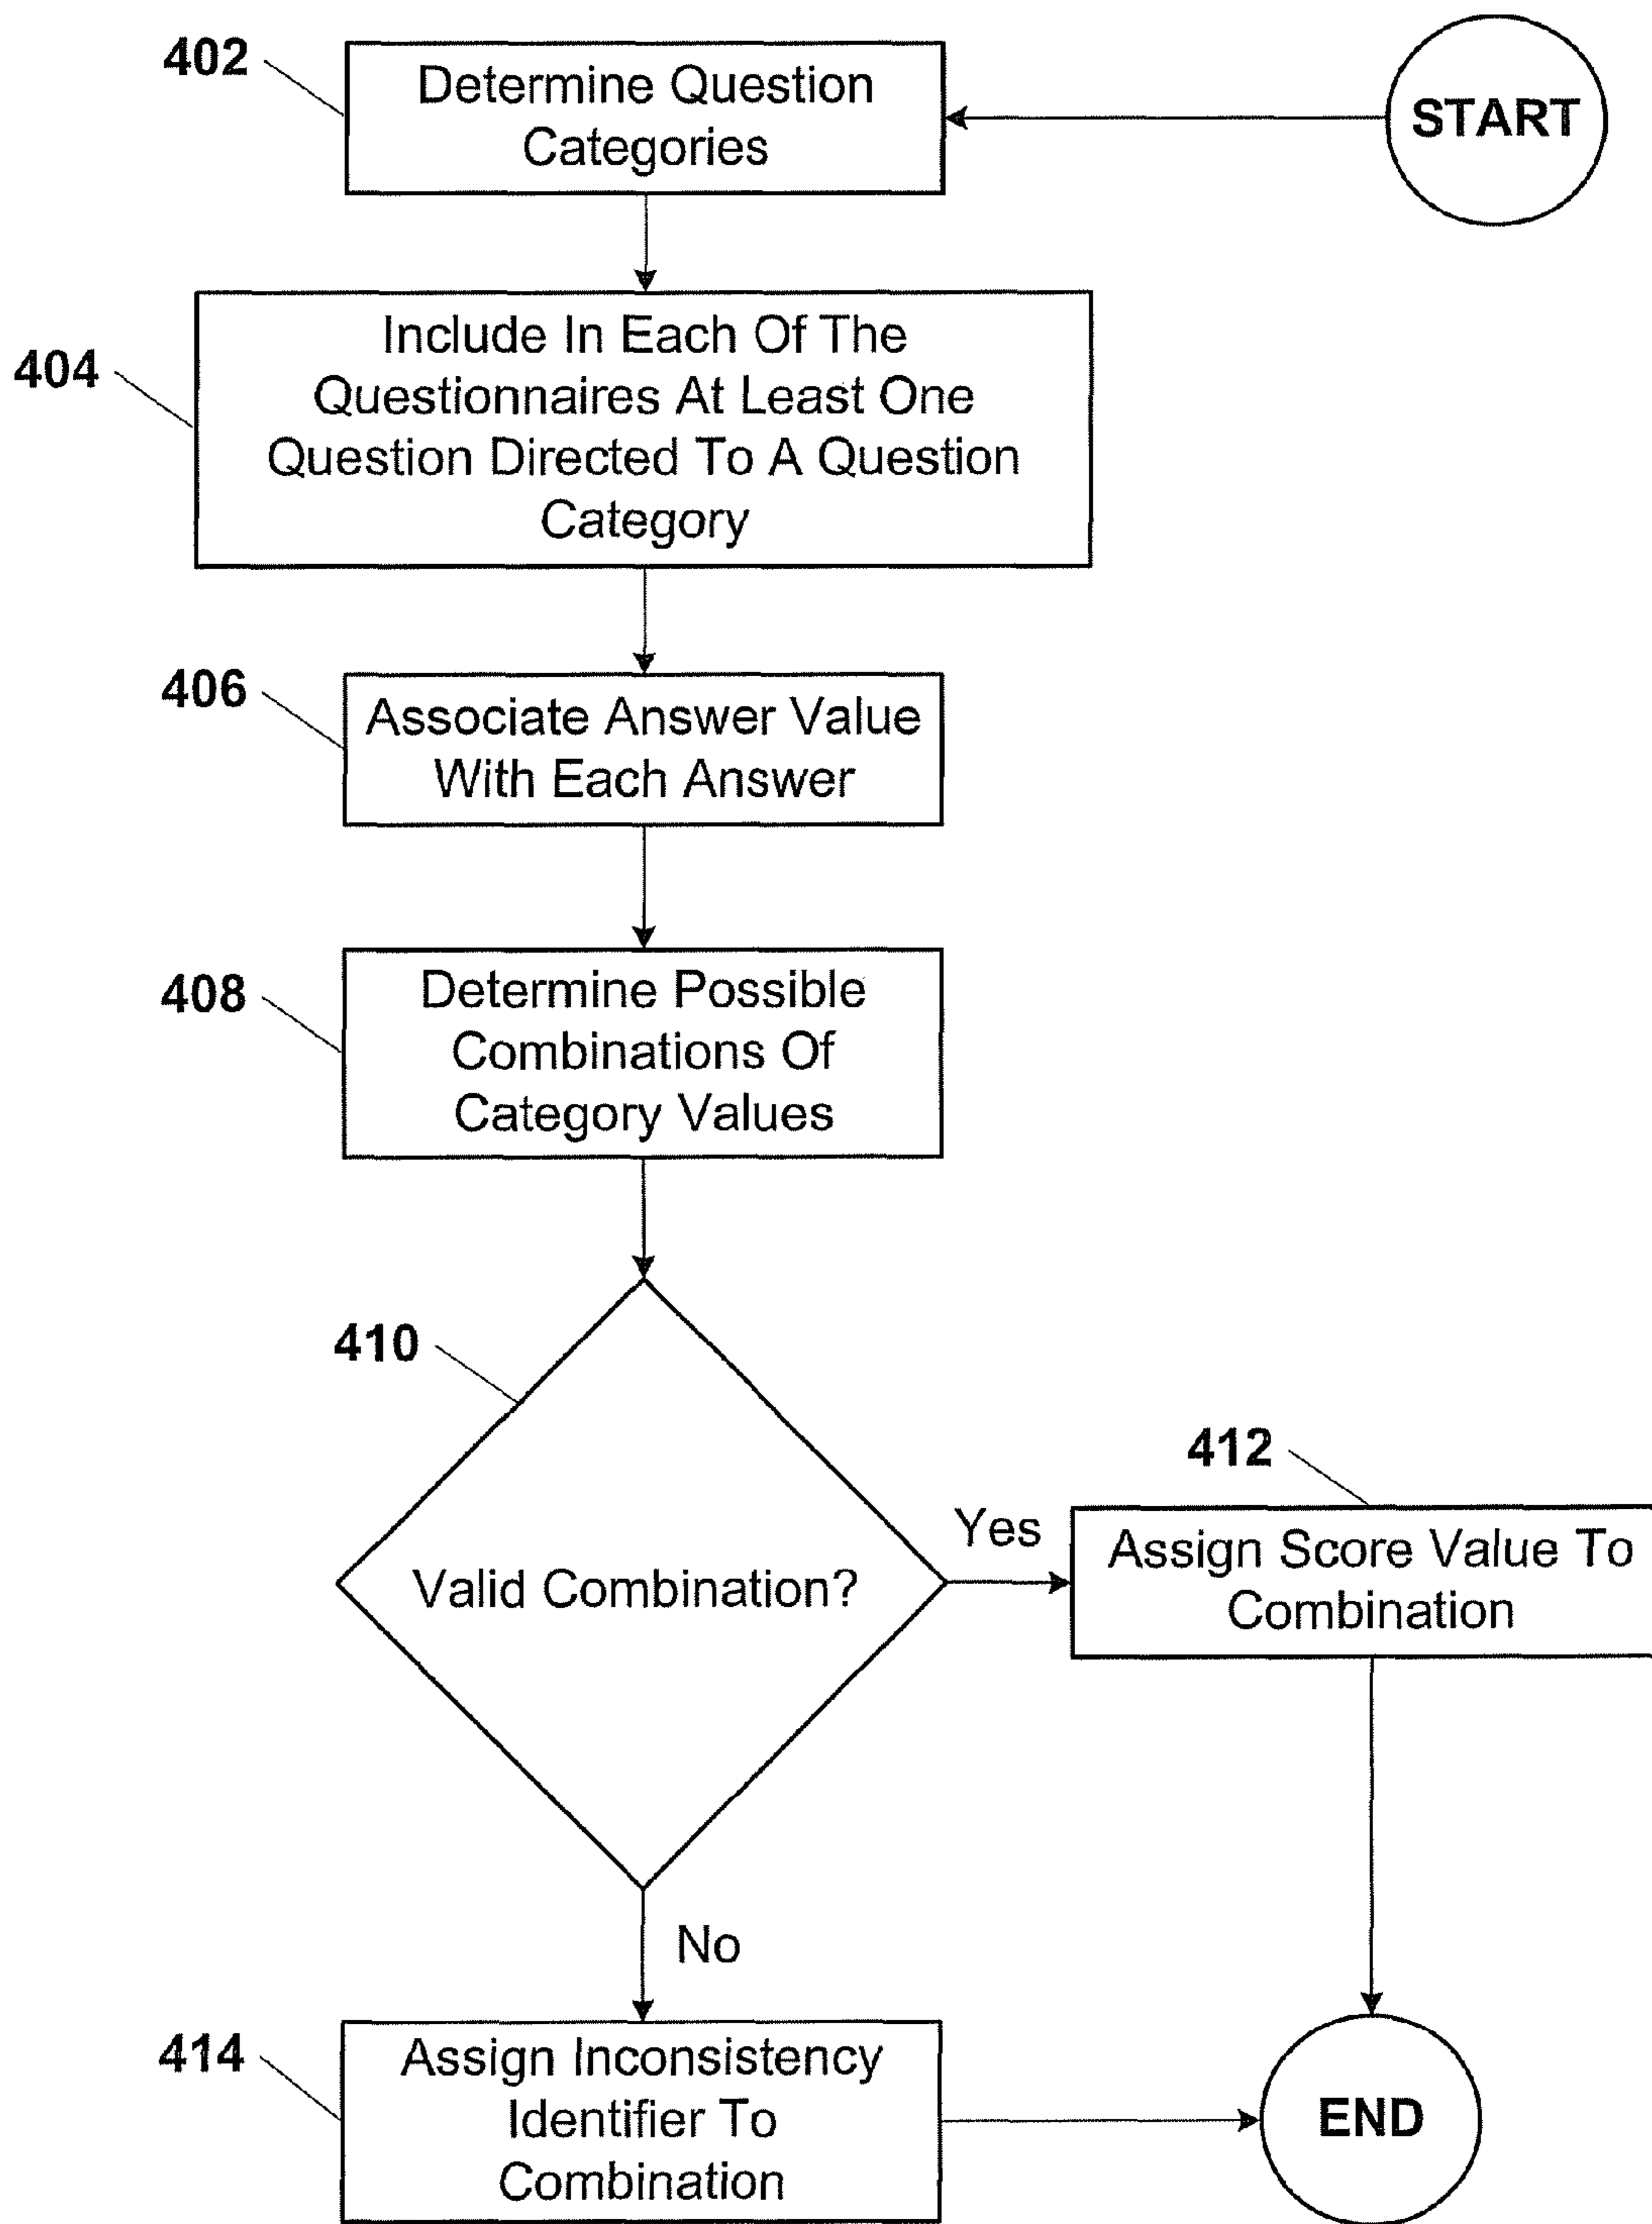 402
Determine Question
Categories
START
404
Include In Each Of The
Questionnaires At Least One
Question Directed To A Question
Category
406
Associate Answer Value
With Each Answer
408
Determine Possible
Combinations Of
Category Values
410
Valid Combination?
Yes
412
Assign Score Value To
Combination
No
414
Assign Inconsistency
Identifier To
Combination
END